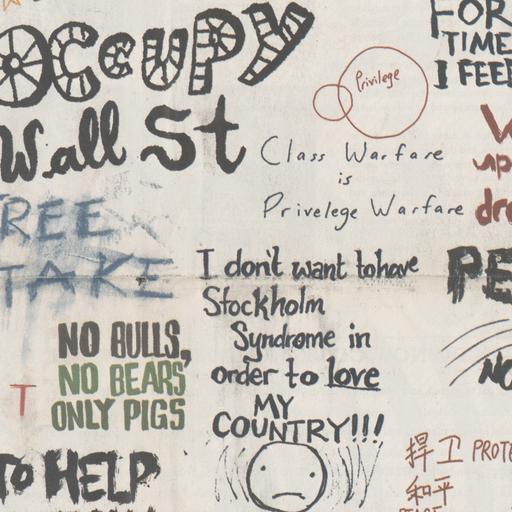 OCCUPY
Wall St
FOR
TIME
I FEE
Privilege
Class Warfare
is
Privelege Warfare
up
dre
REE
TAKE
I don't want to have
Stockholm
Syndrome in
order to love
MY
COUNTRY!!!
PE
NO BULLS,
NO BEARS
ONLY PIGS
T
NO
TO HELP
捍卫 PROTE
和平
PEACE